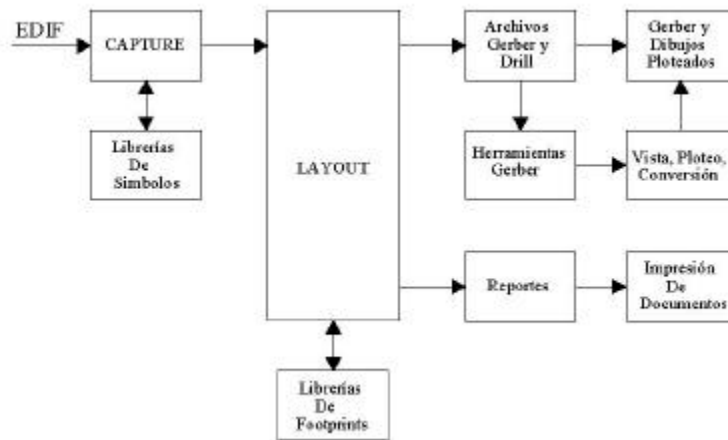 EDIF
CAPTURE
Librerías
De
Simbolos
LAYOUT
Librerías
De
Footprints
Archivos
Gerber y
Drill
Gerber y
Dibujos
Ploteados
Herramientas
Gerber
Vista, Ploteo,
Conversión
Reportes
Impresión
De
Documentos